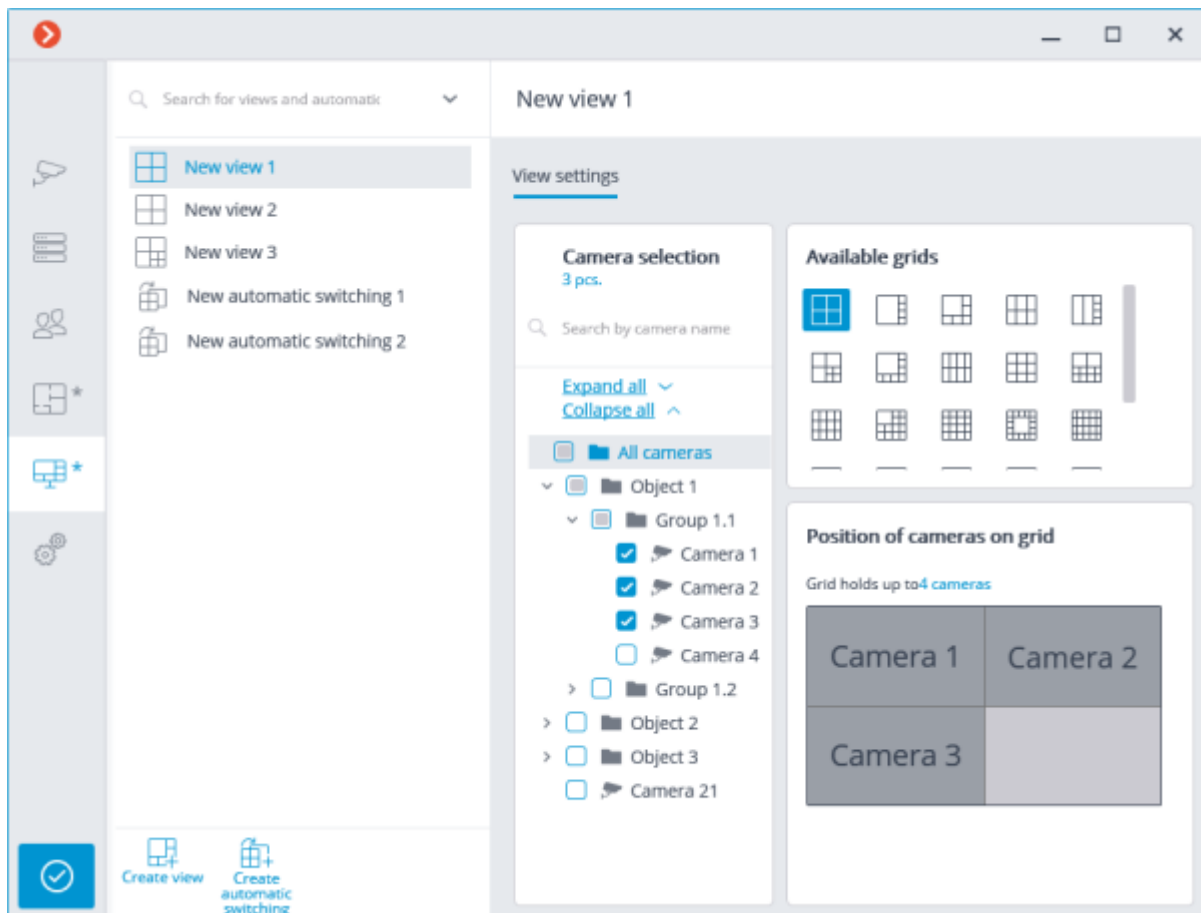 Search for views and automatic
New view 1
New view 1
New view 2
New view 3
New automatic switching 1
New automatic switching 2
Create view
Create
automatic
switching
View settings
Camera selection
3 pcs.
Search by camera name
Expand all
Collapse all
All cameras
Object 1
Group 1.1
Camera 1
Camera 2
Camera 3
Camera 4
Group 1.2
Object 2
Object 3
Camera 21
Available grids
Position of cameras on grid
Grid holds up to4 cameras
Camera 1
Camera 2
Camera 3